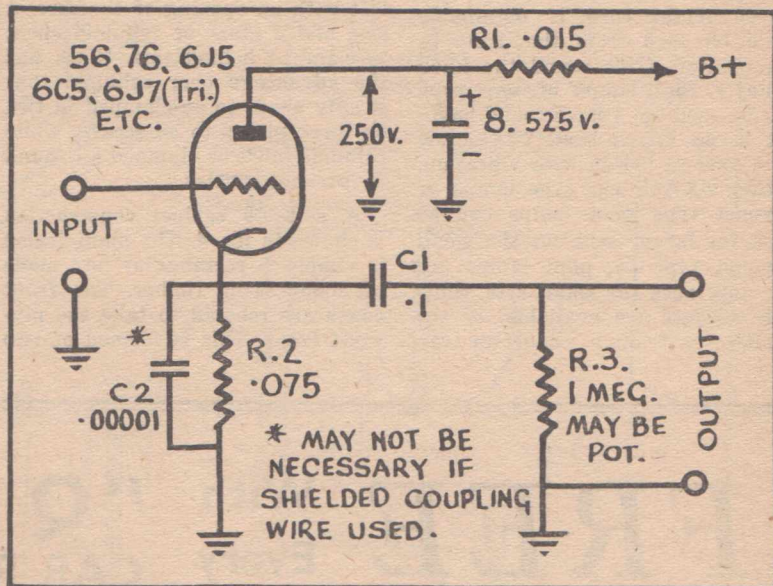 56, 76, 6J5
6C5, 6J7(Tri.)
ETC.
R1. .015
B+
+
250v.
8. 525v.
-
INPUT
C1
.1
*
C2
.00001
R.2
.075
R.3.
1 MEG.
MAY BE
POT.
OUTPUT
* MAY NOT BE
NECESSARY IF
SHIELDED COUPLING
WIRE USED.